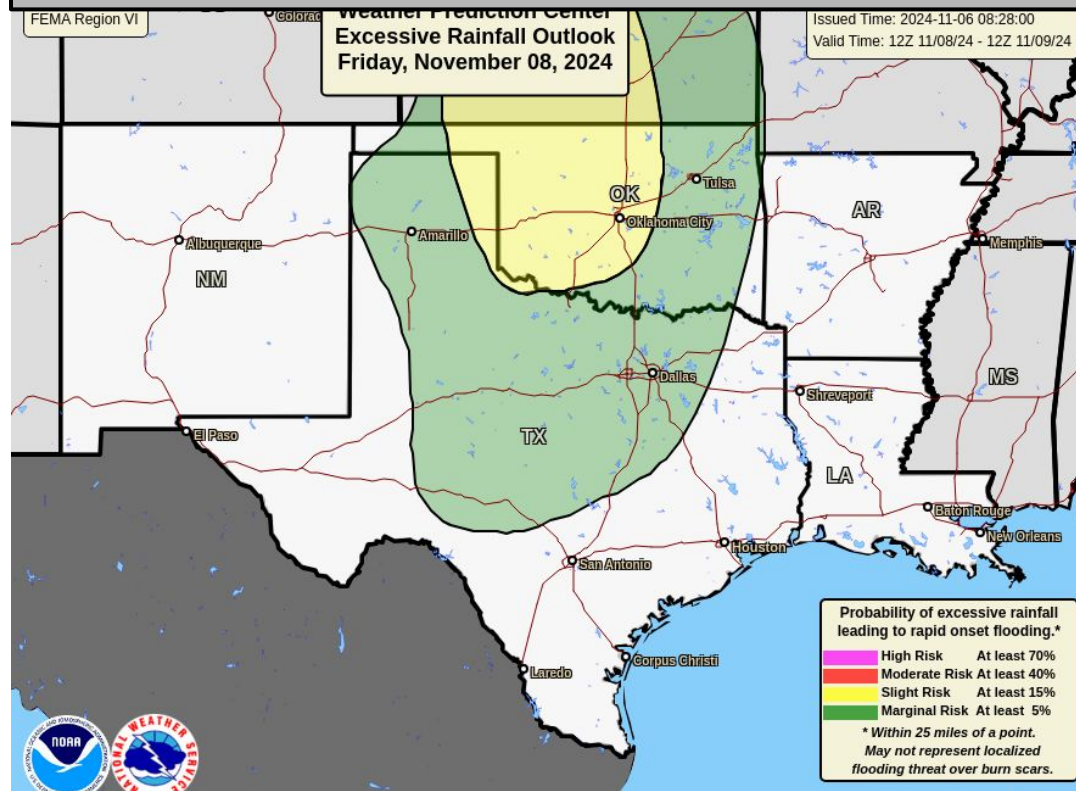 FEMA Region VI
Weather Prediction Center
Excessive Rainfall Outlook
Friday, November 08, 2024
Issued Time: 2024-11-06 08:28:00
Valid Time: 12Z 11/08/24 - 12Z 11/09/24
Tulsa
OK
AR
Oklahoma City
Amarillo
Albuquerque
Memphis
NM
Dallas
MS
Shreveport
El Paso
TX
LA
Baton Rouge
New Orleans
Houston
San Antonio
Corpus Christi
Laredo
Probability of excessive rainfall
leading to rapid onset flooding.*
High Risk At least 70%
Moderate Risk At least 40%
Slight Risk At least 15%
Marginal Risk At least 5%
* Within 25 miles of a point.
May not represent localized
flooding threat over burn scars.
NOAA
NATIONAL WEATHER SERVICE